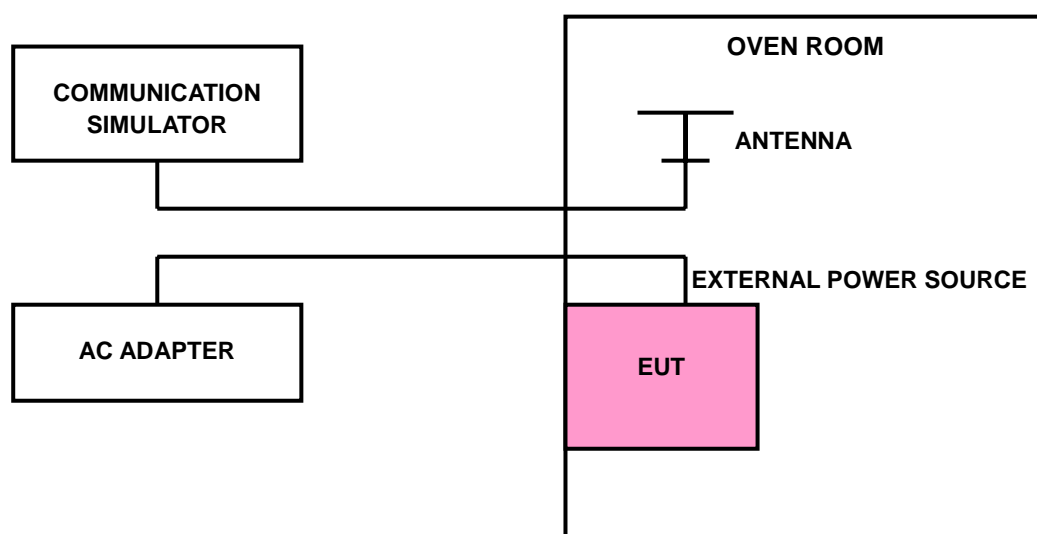 OVEN ROOM
COMMUNICATION
SIMULATOR
ANTENNA
EXTERNAL POWER SOURCE
AC ADAPTER
EUT